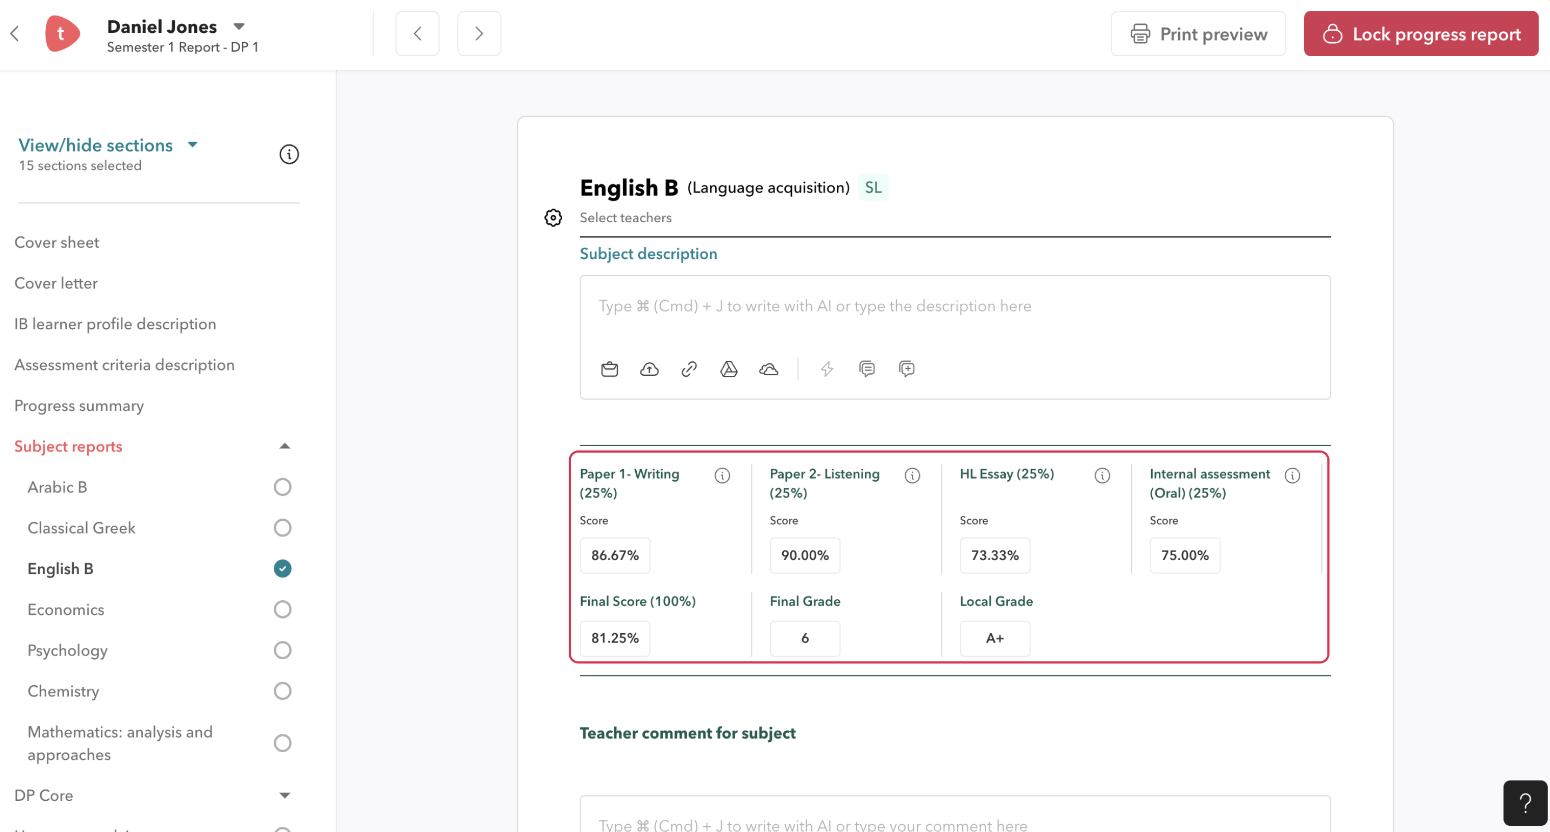 t
Daniel Jones
Semester 1 Report - DP 1
Print preview
Lock progress report
View/hide sections
15 sections selected
Cover sheet
Cover letter
IB learner profile description
Assessment criteria description
Progress summary
Subject reports
Arabic B
Classical Greek
English B
Economics
Psychology
Chemistry
Mathematics: analysis and
approaches
DP Core
English B (Language acquisition) SL
Select teachers
Subject description
Type ⌘ (Cmd) + J to write with AI or type the description here
Paper 1- Writing
(25%)
Score
86.67%
Paper 2- Listening
(25%)
Score
90.00%
HL Essay (25%)
Score
73.33%
Internal assessment
(Oral) (25%)
Score
75.00%
Final Score (100%)
81.25%
Final Grade
6
Local Grade
A+
Teacher comment for subject
Type ⌘ (Cmd) + J to write with AI or type your comment here
?